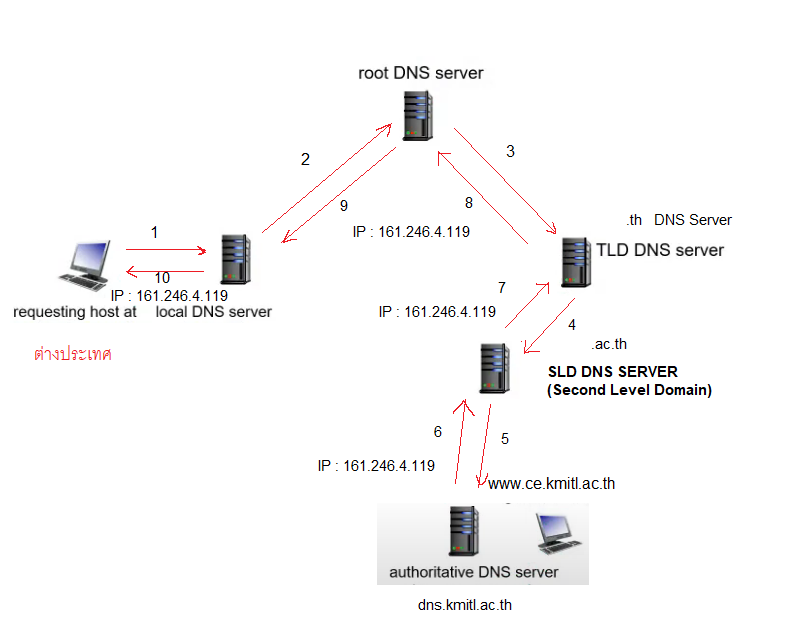 root DNS server
2
3
9
8
IP : 161.246.4.119
.th DNS Server
TLD DNS server
1
10
IP : 161.246.4.119
requesting host at local DNS server
ต่างประเทศ
7
IP : 161.246.4.119
4
.ac.th
SLD DNS SERVER
(Second Level Domain)
6
5
IP : 161.246.4.119
www.ce.kmitl.ac.th
authoritative DNS server
dns.kmitl.ac.th